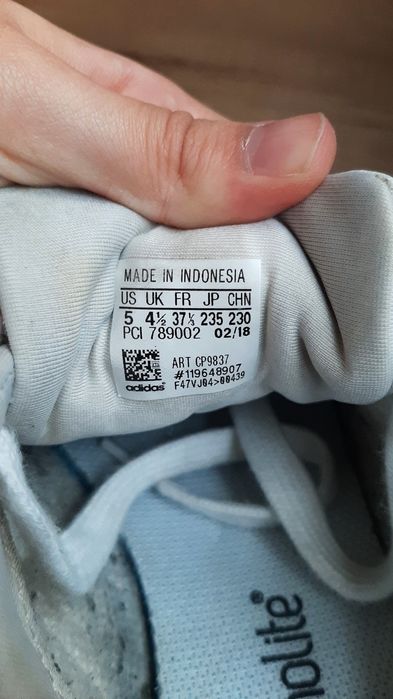 MADE IN INDONESIA
US UK FR JP CHN
5 4½ 37⅓ 235 230
PCI 789002 02/18
ART CP9837
#119648907
adidas F47VJ04>00439
nolite®